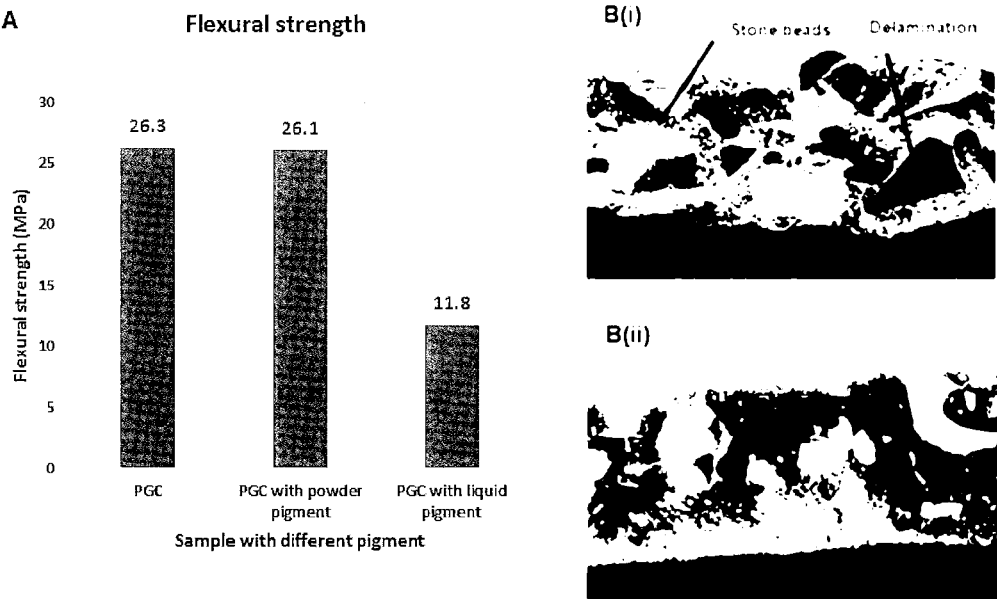 A
Flexural strength
Flexural strength (MPa)
30
25
20
15
10
5
0
26.3
26.1
11.8
PGC
PGC with powder
pigment
PGC with liquid
pigment
Sample with different pigment
B(i)
Stone beads
Delamination
B(ii)